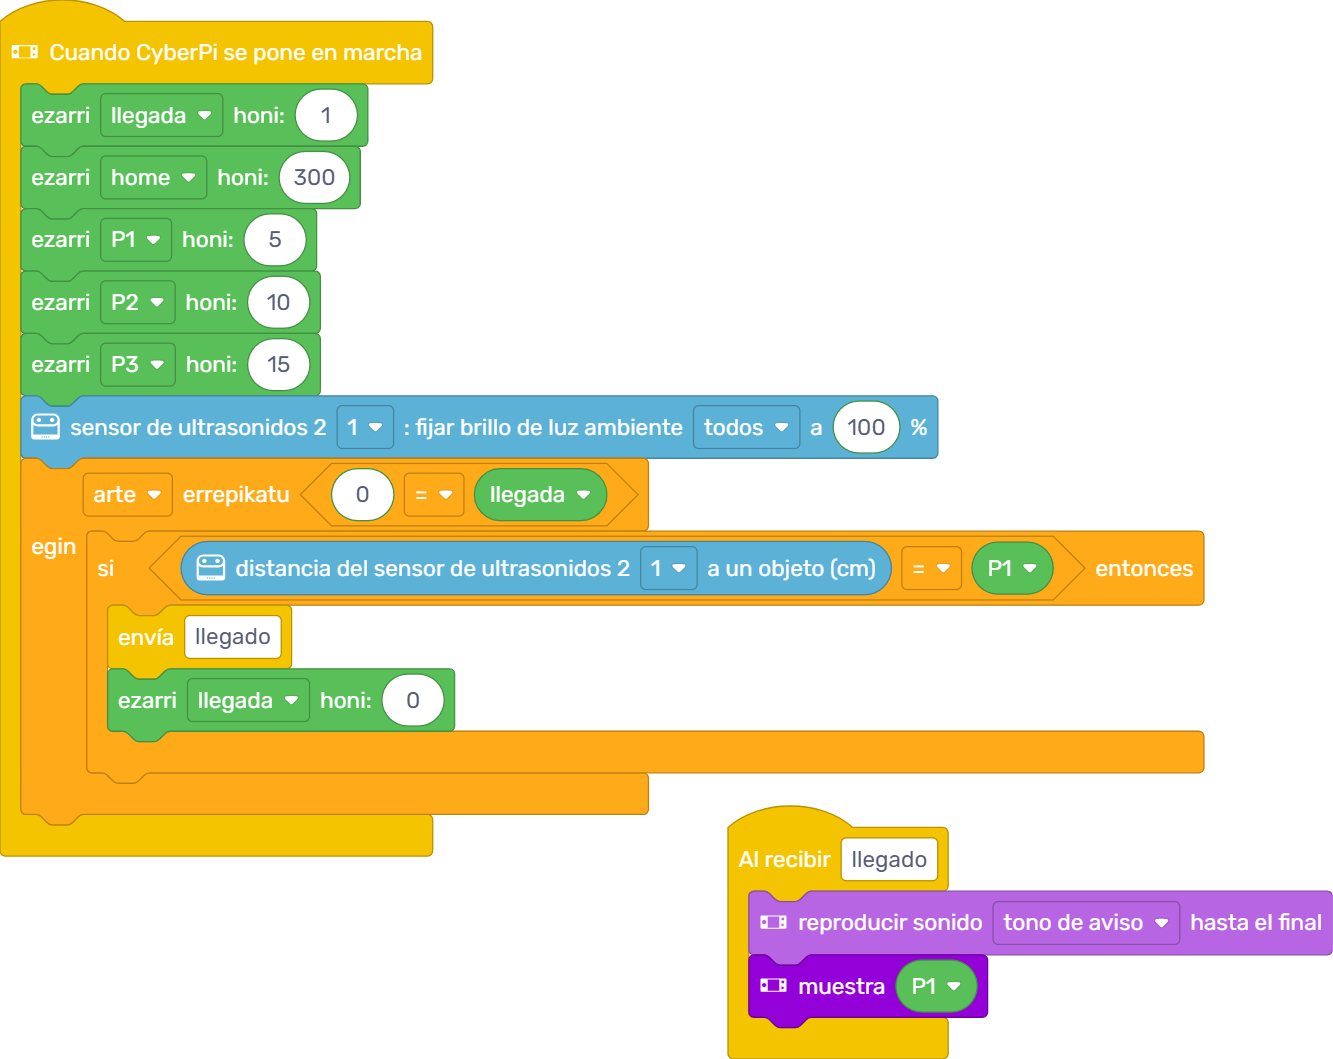 Cuando CyberPi se pone en marcha
ezarri llegada honi: 1
ezarri home honi: 300
ezarri P1 honi: 5
ezarri P2 honi: 10
ezarri P3 honi: 15
sensor de ultrasonidos 2 1 : fijar brillo de luz ambiente todos a 100 %
arte errepikatu 0 = llegada
egin
si distancia del sensor de ultrasonidos 2 1 a un objeto (cm) = P1 entonces
envía llegado
ezarri llegada honi: 0
Al recibir llegado
reproducir sonido tono de aviso hasta el final
muestra P1